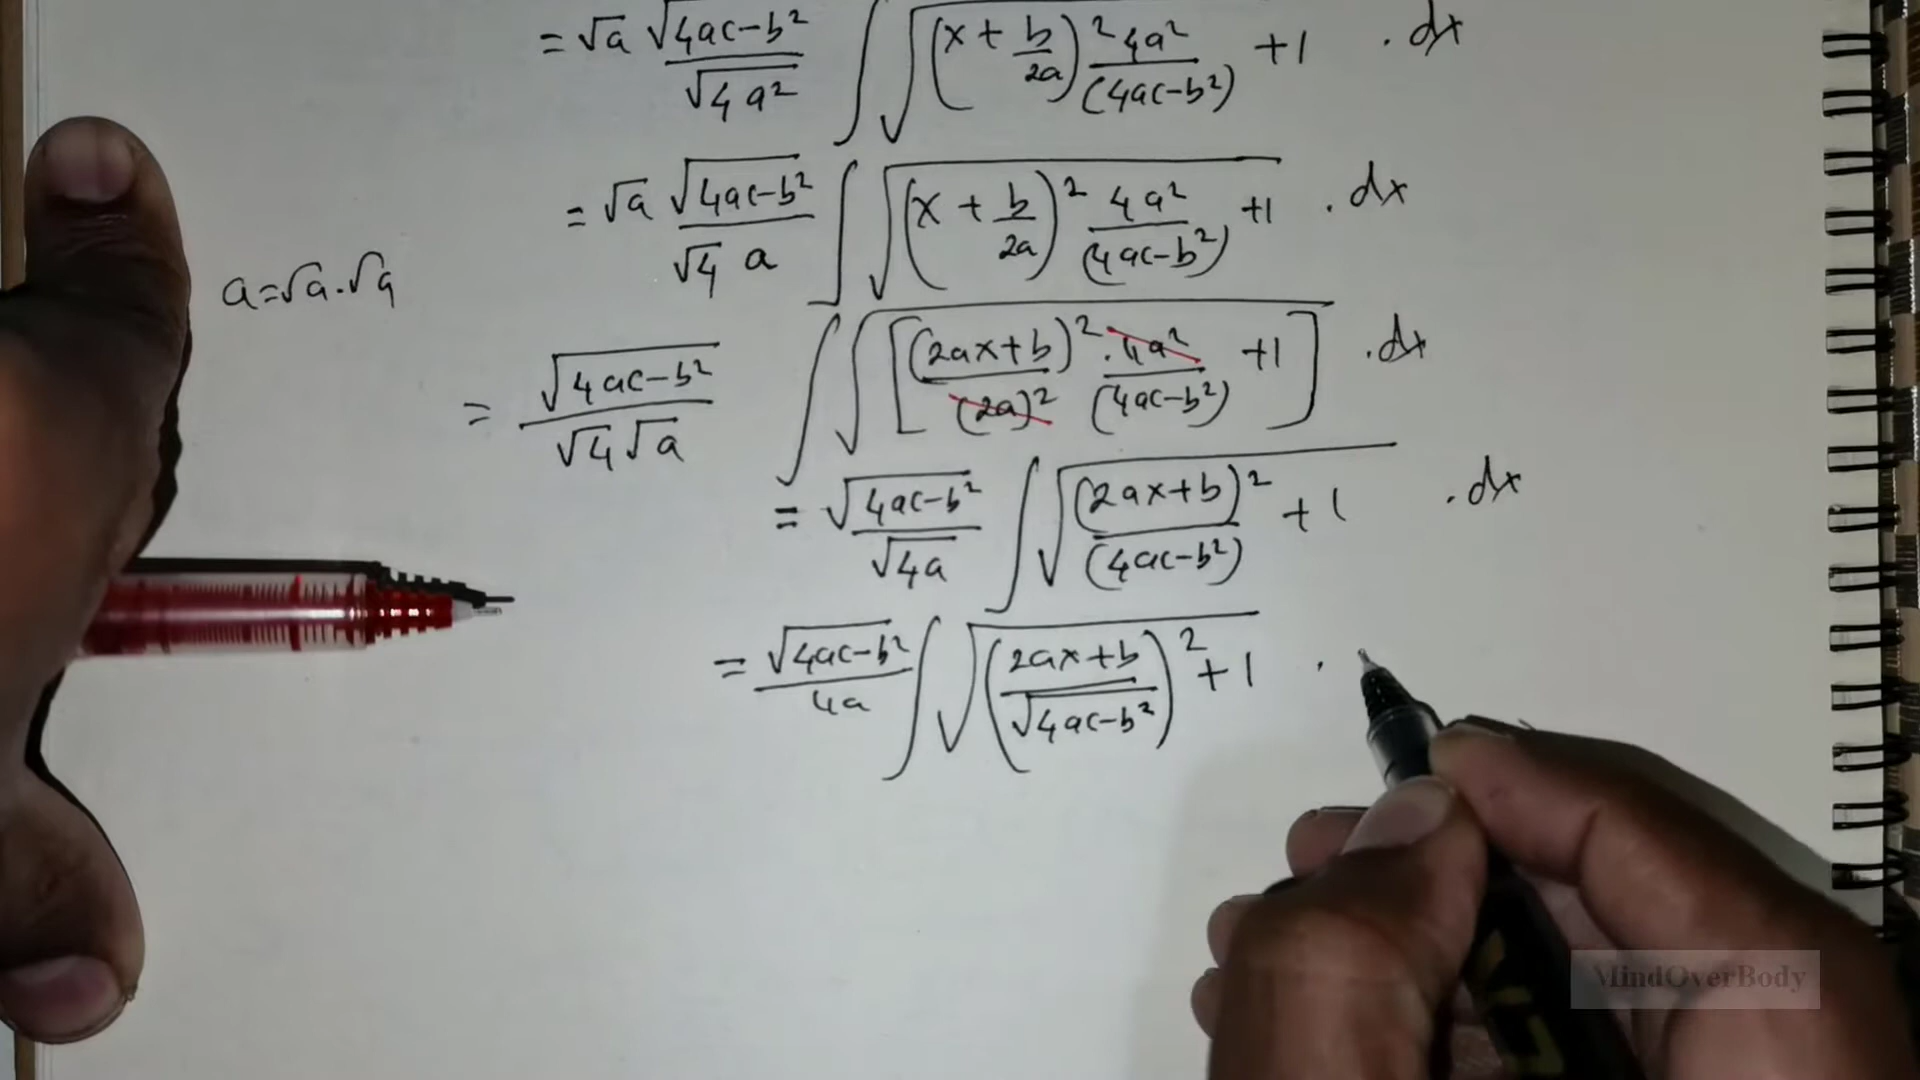 = √a √(4ac-b²) / √(4a²) ∫ √((x + b/2a)² 4a²/(4ac-b²) + 1) . dx
= √a √(4ac-b²) / (√4 a) ∫ √((x + b/2a)² 4a²/(4ac-b²) + 1) . dx
a=√a.√a
= √(4ac-b²) / (√4 √a) ∫ √[(2ax+b)²/(2a)² . 4a²/(4ac-b²) + 1] . dx
= √(4ac-b²) / √(4a) ∫ √((2ax+b)²/(4ac-b²) + 1) . dx
= √(4ac-b²) / 4a ∫ √((2ax+b / √(4ac-b²))² + 1) .
MindOverBody